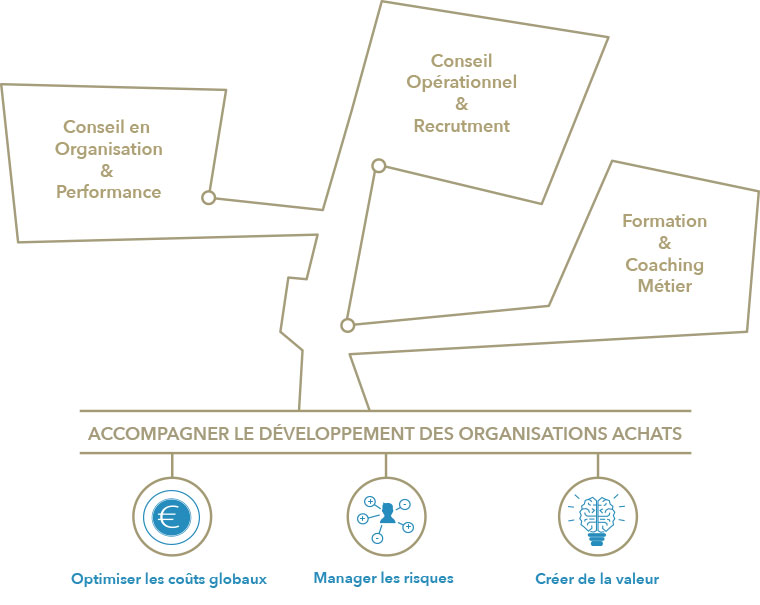 Conseil en
Organisation
&
Performance
Conseil
Opérationnel
&
Recrutment
Formation
&
Coaching
Métier
ACCOMPAGNER LE DÉVELOPPEMENT DES ORGANISATIONS ACHATS
€
Optimiser les coûts globaux
Manager les risques
Créer de la valeur